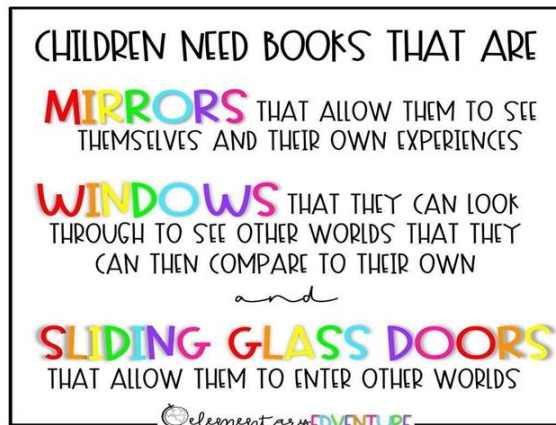 CHILDREN NEED BOOKS THAT ARE
MIRRORS THAT ALLOW THEM TO SEE
THEMSELVES AND THEIR OWN EXPERIENCES
WINDOWS THAT THEY CAN LOOK
THROUGH TO SEE OTHER WORLDS THAT THEY
CAN THEN COMPARE TO THEIR OWN
and
SLIDING GLASS DOORS
THAT ALLOW THEM TO ENTER OTHER WORLDS
elementaryEDVENTURE